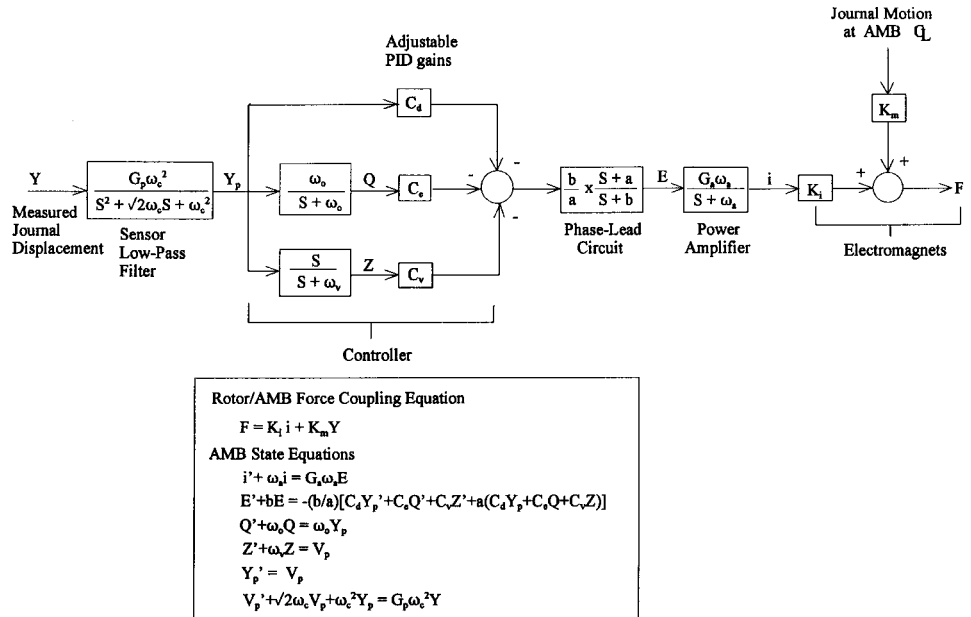 Journal Motion
at AMB ℄
Adjustable
PID gains
C_d
K_m
Y
G_pω_c²
S² + √2ω_cS + ω_c²
Y_p
ω_o
S + ω_o
Q
C_e
-
-
-
b
a
x
S + a
S + b
E
G_aω_a
S + ω_a
i
K_i
+
+
F
Measured
Journal
Displacement
Sensor
Low-Pass
Filter
S
S + ω_v
Z
C_v
Phase-Lead
Circuit
Power
Amplifier
Electromagnets
Controller
Rotor/AMB Force Coupling Equation
F = K_i i + K_mY
AMB State Equations
i'+ ω_ai = G_aω_aE
E'+bE = -(b/a)[C_dY_p'+C_eQ'+C_vZ'+a(C_dY_p+C_eQ+C_vZ)]
Q'+ω_oQ = ω_oY_p
Z'+ω_vZ = V_p
Y_p' = V_p
V_p'+√2ω_cV_p+ω_c²Y_p = G_pω_c²Y